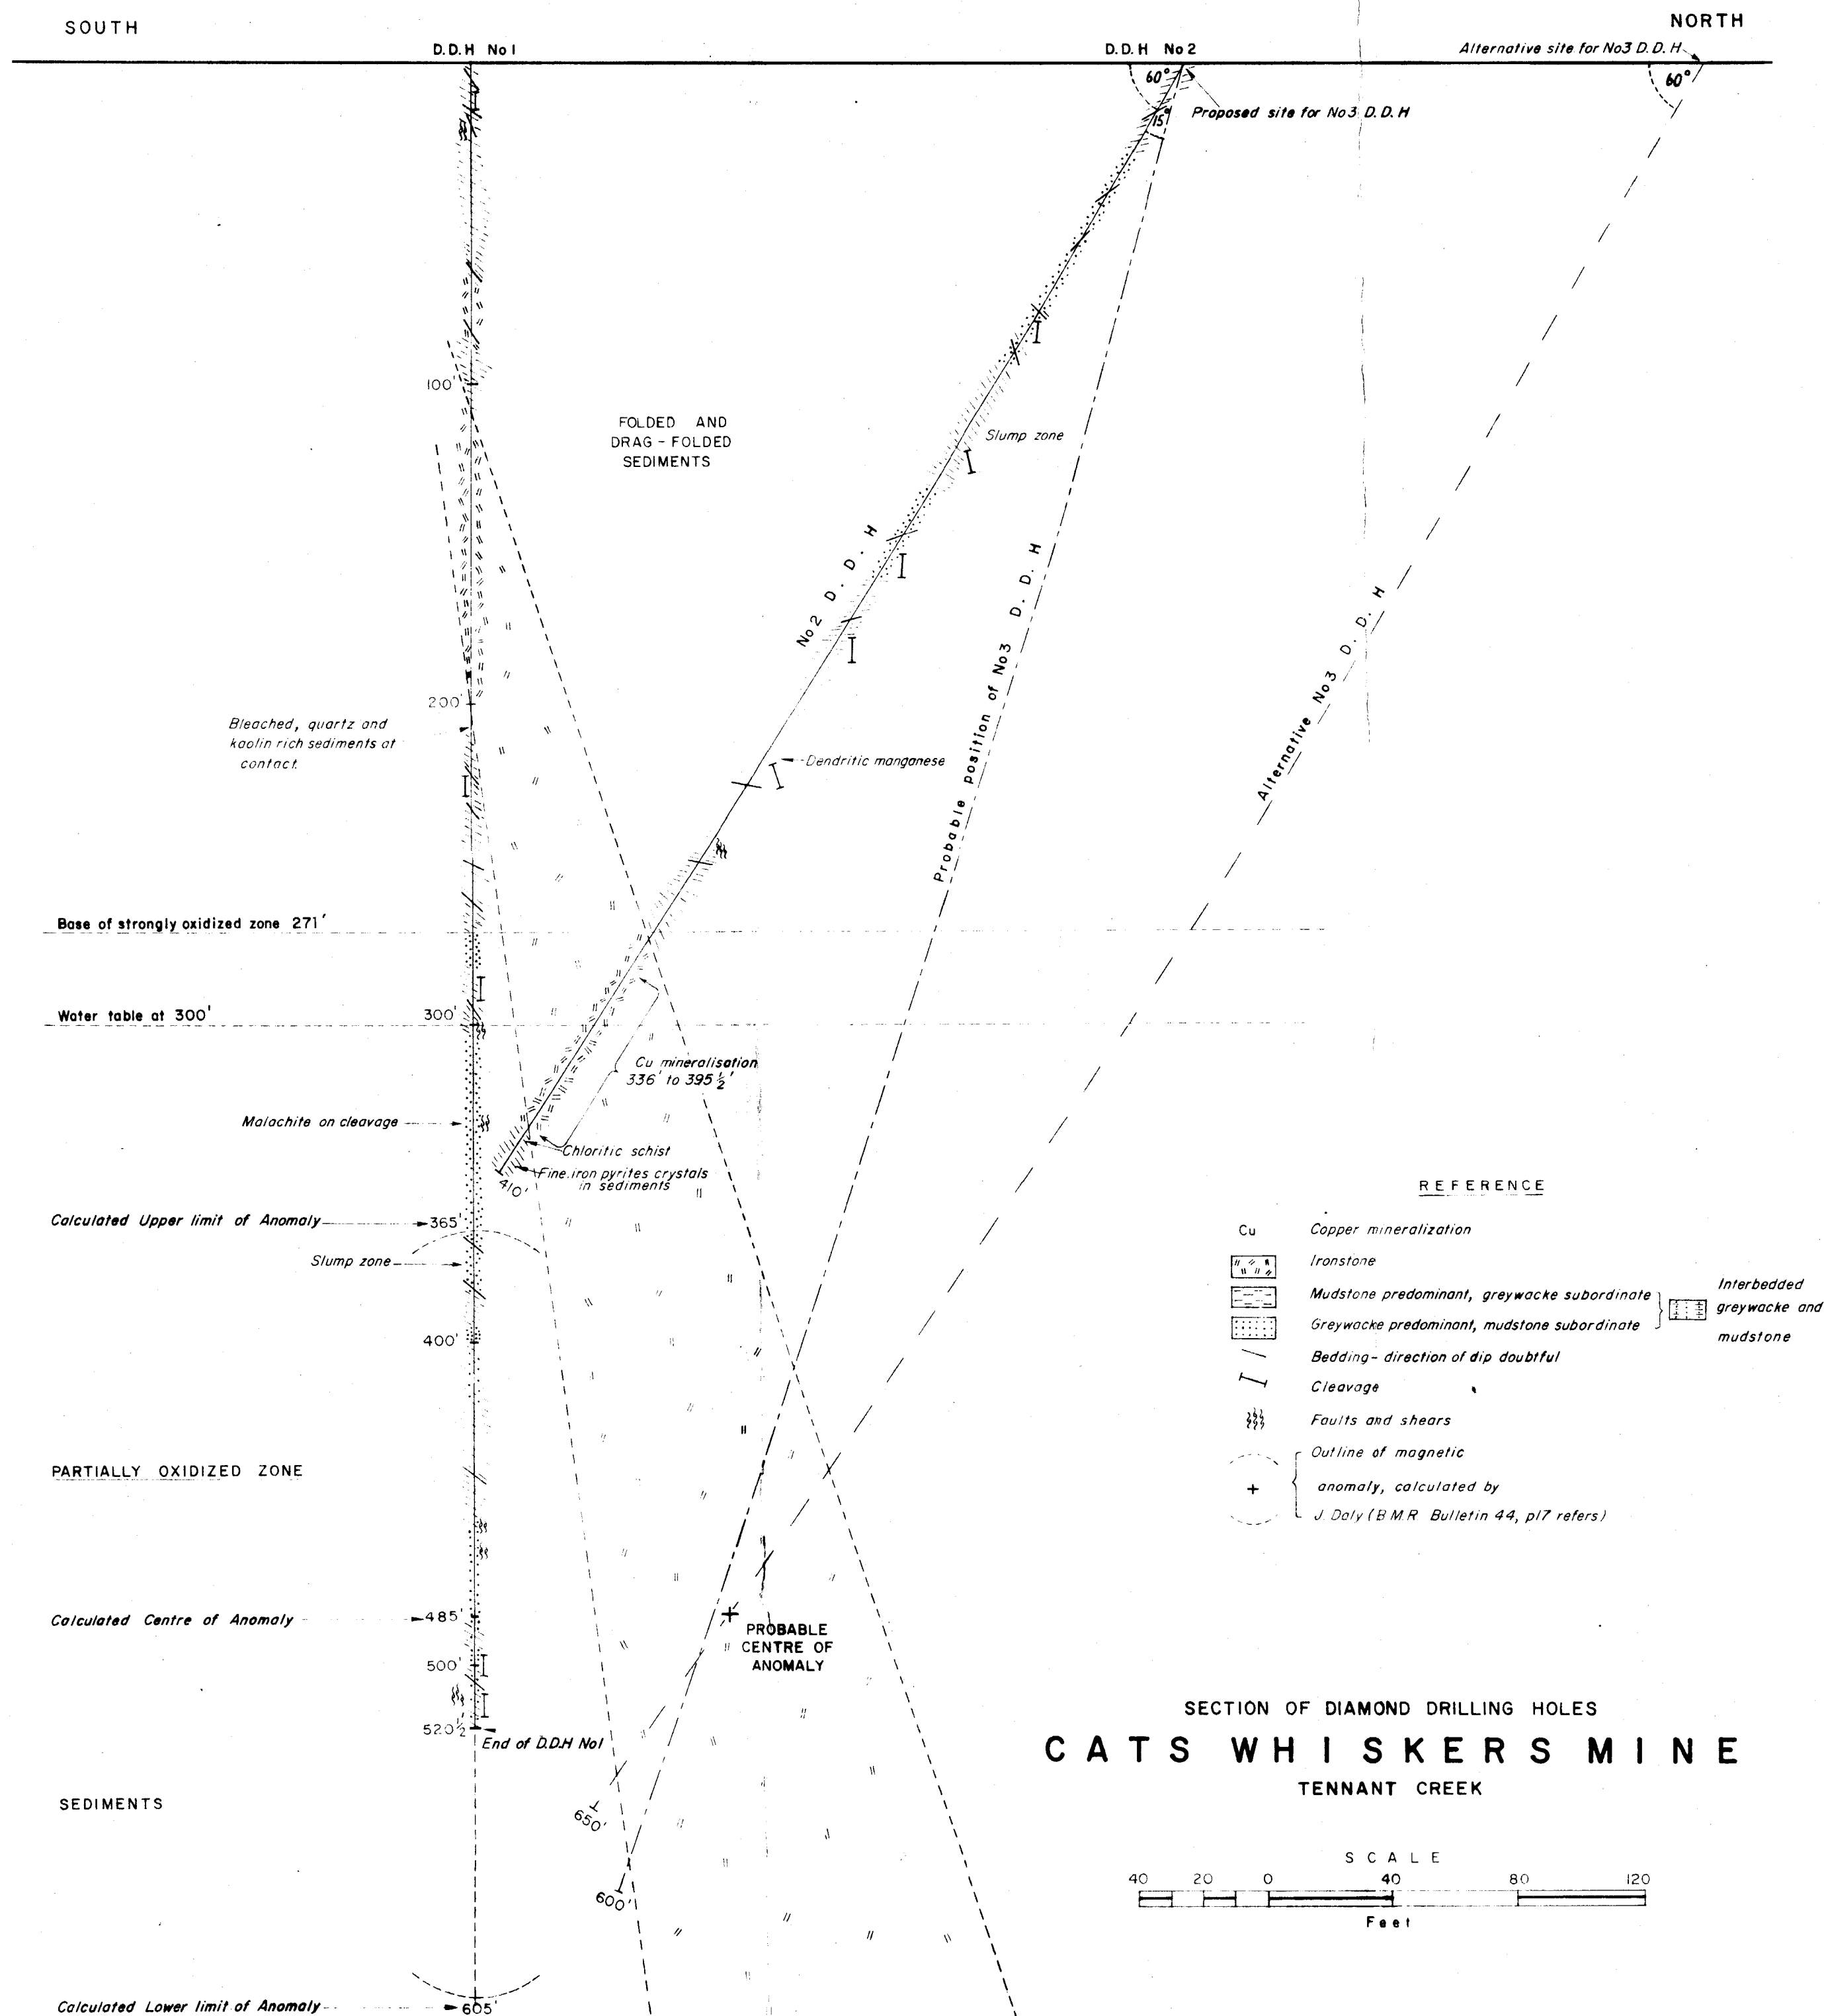 SOUTH
NORTH
D.D.H No 1
D.D.H No 2
Alternative site for No3 D.D.H
60°
60°
15°
Proposed site for No3 D.D.H
100'
FOLDED AND
DRAG-FOLDED
SEDIMENTS
Slump zone
No2 D.D.H
Probable position of No3 D.D.H
Alternative No3 D.D.H
200'
Bleached, quartz and
kaolin rich sediments at
contact.
Dendritic manganese
Base of strongly oxidized zone 271'
Water table at 300'
300'
Cu mineralisation
336' to 395½'
Malachite on cleavage
Chloritic schist
Fine iron pyrites crystals
in sediments
410'
Calculated Upper limit of Anomaly
365'
Slump zone
400'
PARTIALLY OXIDIZED ZONE
Calculated Centre of Anomaly
485'
PROBABLE
CENTRE OF
ANOMALY
500'
520½'
End of D.D.H No1
SEDIMENTS
650'
600'
Calculated Lower limit of Anomaly
605'
REFERENCE
Cu Copper mineralization
Ironstone
Mudstone predominant, greywacke subordinate
Greywacke predominant, mudstone subordinate
Interbedded
greywacke and
mudstone
Bedding - direction of dip doubtful
Cleavage
Faults and shears
Outline of magnetic
anomaly, calculated by
J. Daly (B.M.R Bulletin 44, pl7 refers)
SECTION OF DIAMOND DRILLING HOLES
CATS WHISKERS MINE
TENNANT CREEK
SCALE
40 20 0 40 80 120
Feet